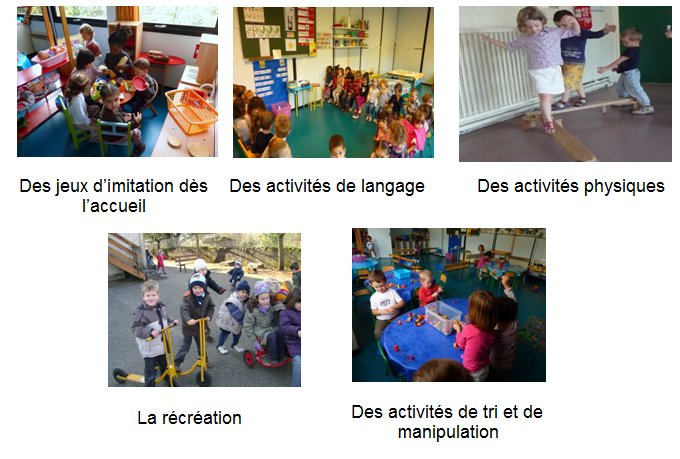 Des jeux d’imitation dès
l’accueil
Des activités de langage
Des activités physiques
La récréation
Des activités de tri et de
manipulation